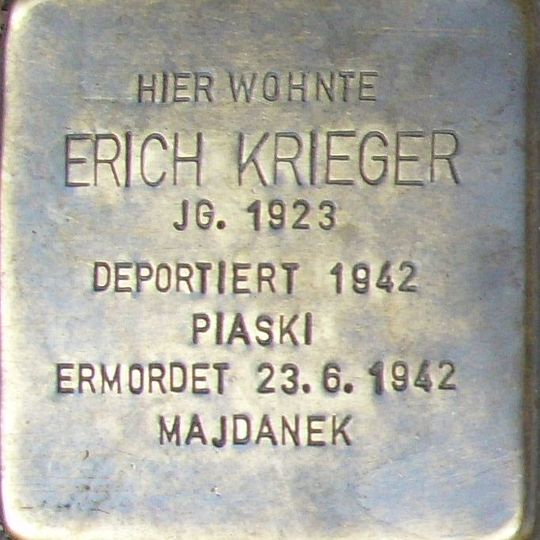 HIER WOHNTE
ERICH KRIEGER
JG. 1923
DEPORTIERT 1942
PIASKI
ERMORDET 23.6.1942
MAJDANEK